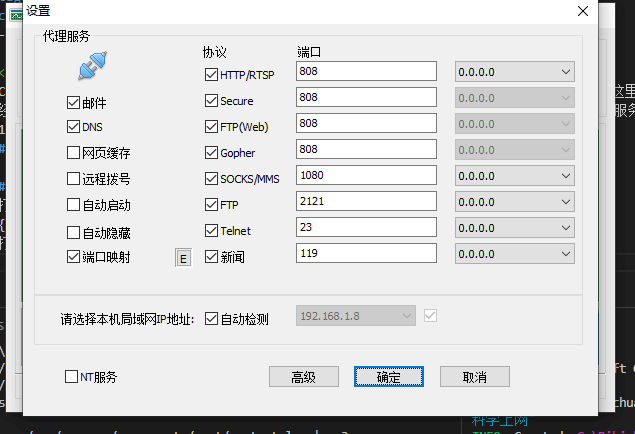 设置
代理服务
协议 端口
HTTP/RTSP 808 0.0.0.0
邮件 Secure 808 0.0.0.0
DNS FTP(Web) 808 0.0.0.0
网页缓存 Gopher 808 0.0.0.0
远程拨号 SOCKS/MMS 1080 0.0.0.0
自动启动 FTP 2121 0.0.0.0
自动隐藏 Telnet 23 0.0.0.0
端口映射 E 新闻 119 0.0.0.0
请选择本机局域网IP地址: 自动检测 192.168.1.8
NT服务 高级 确定 取消
这里
服务
科学上网